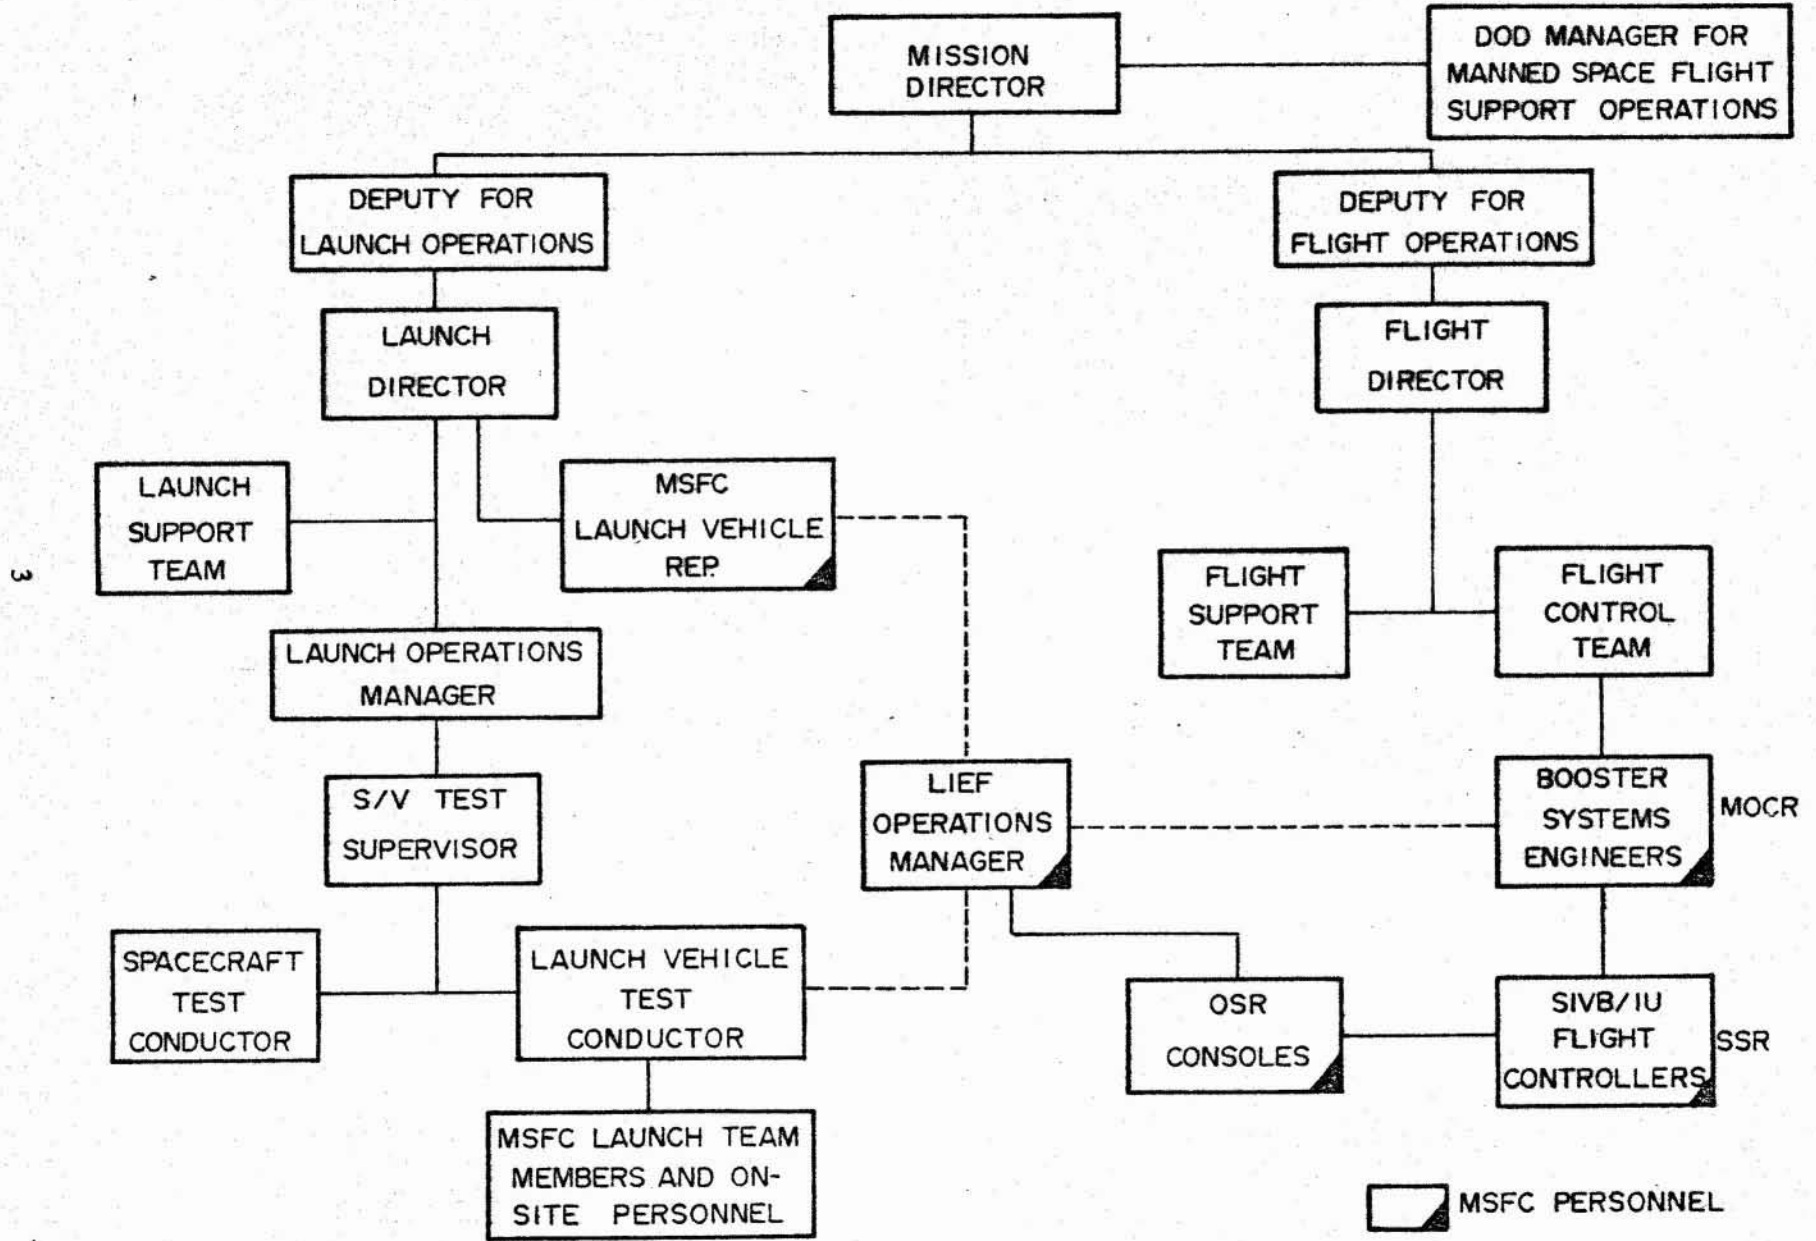 MISSION
DIRECTOR
DOD MANAGER FOR
MANNED SPACE FLIGHT
SUPPORT OPERATIONS
DEPUTY FOR
LAUNCH OPERATIONS
DEPUTY FOR
FLIGHT OPERATIONS
LAUNCH
DIRECTOR
FLIGHT
DIRECTOR
LAUNCH
SUPPORT
TEAM
MSFC
LAUNCH VEHICLE
REP.
FLIGHT
SUPPORT
TEAM
FLIGHT
CONTROL
TEAM
3
LAUNCH OPERATIONS
MANAGER
S/V TEST
SUPERVISOR
LIEF
OPERATIONS
MANAGER
BOOSTER
SYSTEMS
ENGINEERS
MOCR
SPACECRAFT
TEST
CONDUCTOR
LAUNCH VEHICLE
TEST
CONDUCTOR
OSR
CONSOLES
SIVB/IU
FLIGHT
CONTROLLERS
SSR
MSFC LAUNCH TEAM
MEMBERS AND ON-
SITE PERSONNEL
MSFC PERSONNEL